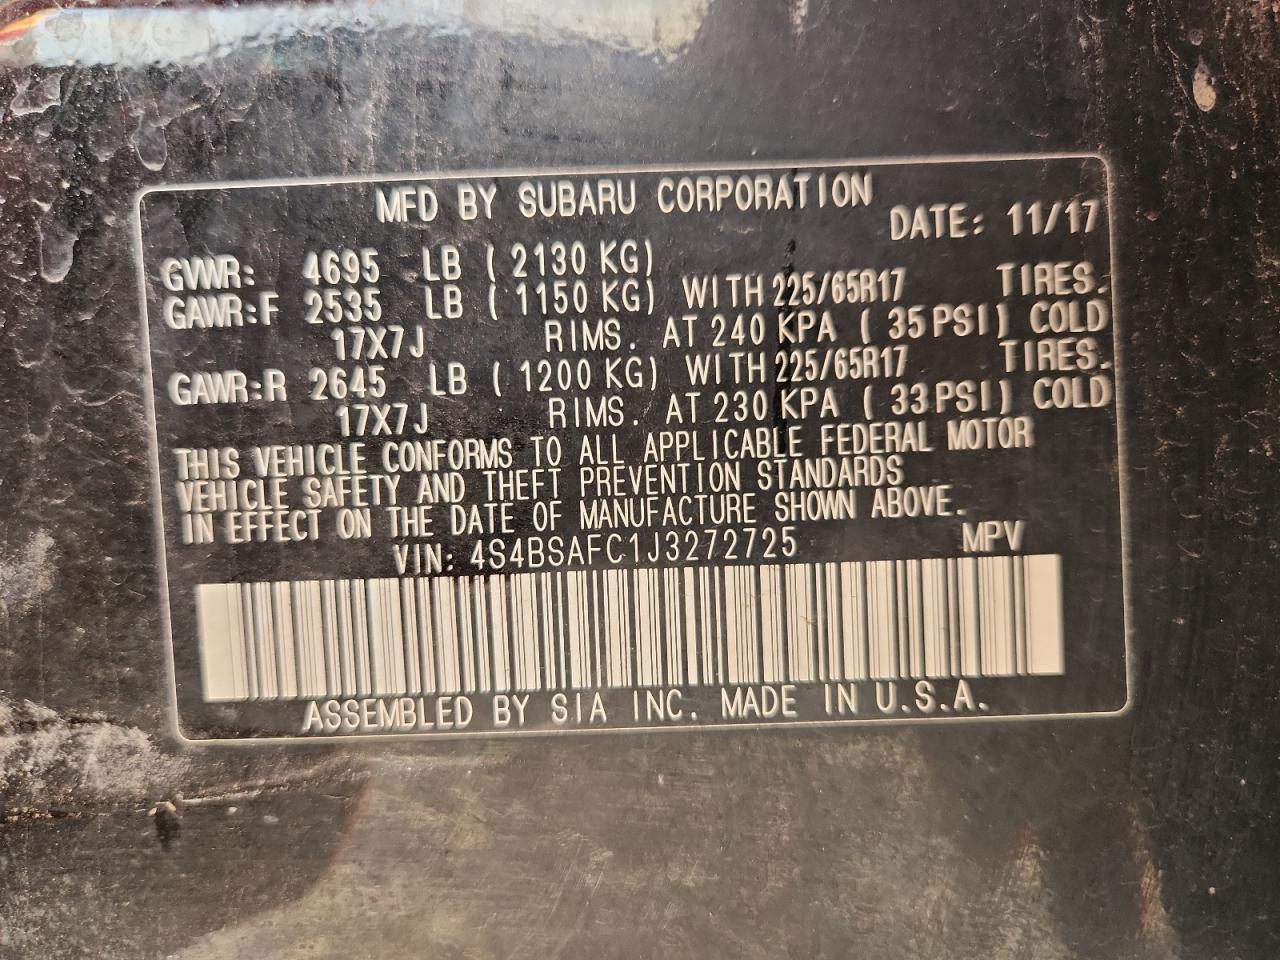 MFD BY SUBARU CORPORATION
DATE: 11/17
GVWR: 4695 LB ( 2130 KG)
GAWR:F 2535 LB ( 1150 KG) WITH 225/65R17 TIRES.
17X7J RIMS. AT 240 KPA ( 35 PSI) COLD
GAWR:R 2645 LB ( 1200 KG) WITH 225/65R17 TIRES.
17X7J RIMS. AT 230 KPA ( 33 PSI) COLD
THIS VEHICLE CONFORMS TO ALL APPLICABLE FEDERAL MOTOR
VEHICLE SAFETY AND THEFT PREVENTION STANDARDS
IN EFFECT ON THE DATE OF MANUFACTURE SHOWN ABOVE.
VIN: 4S4BSAFC1J3272725 MPV
ASSEMBLED BY SIA INC. MADE IN U.S.A.